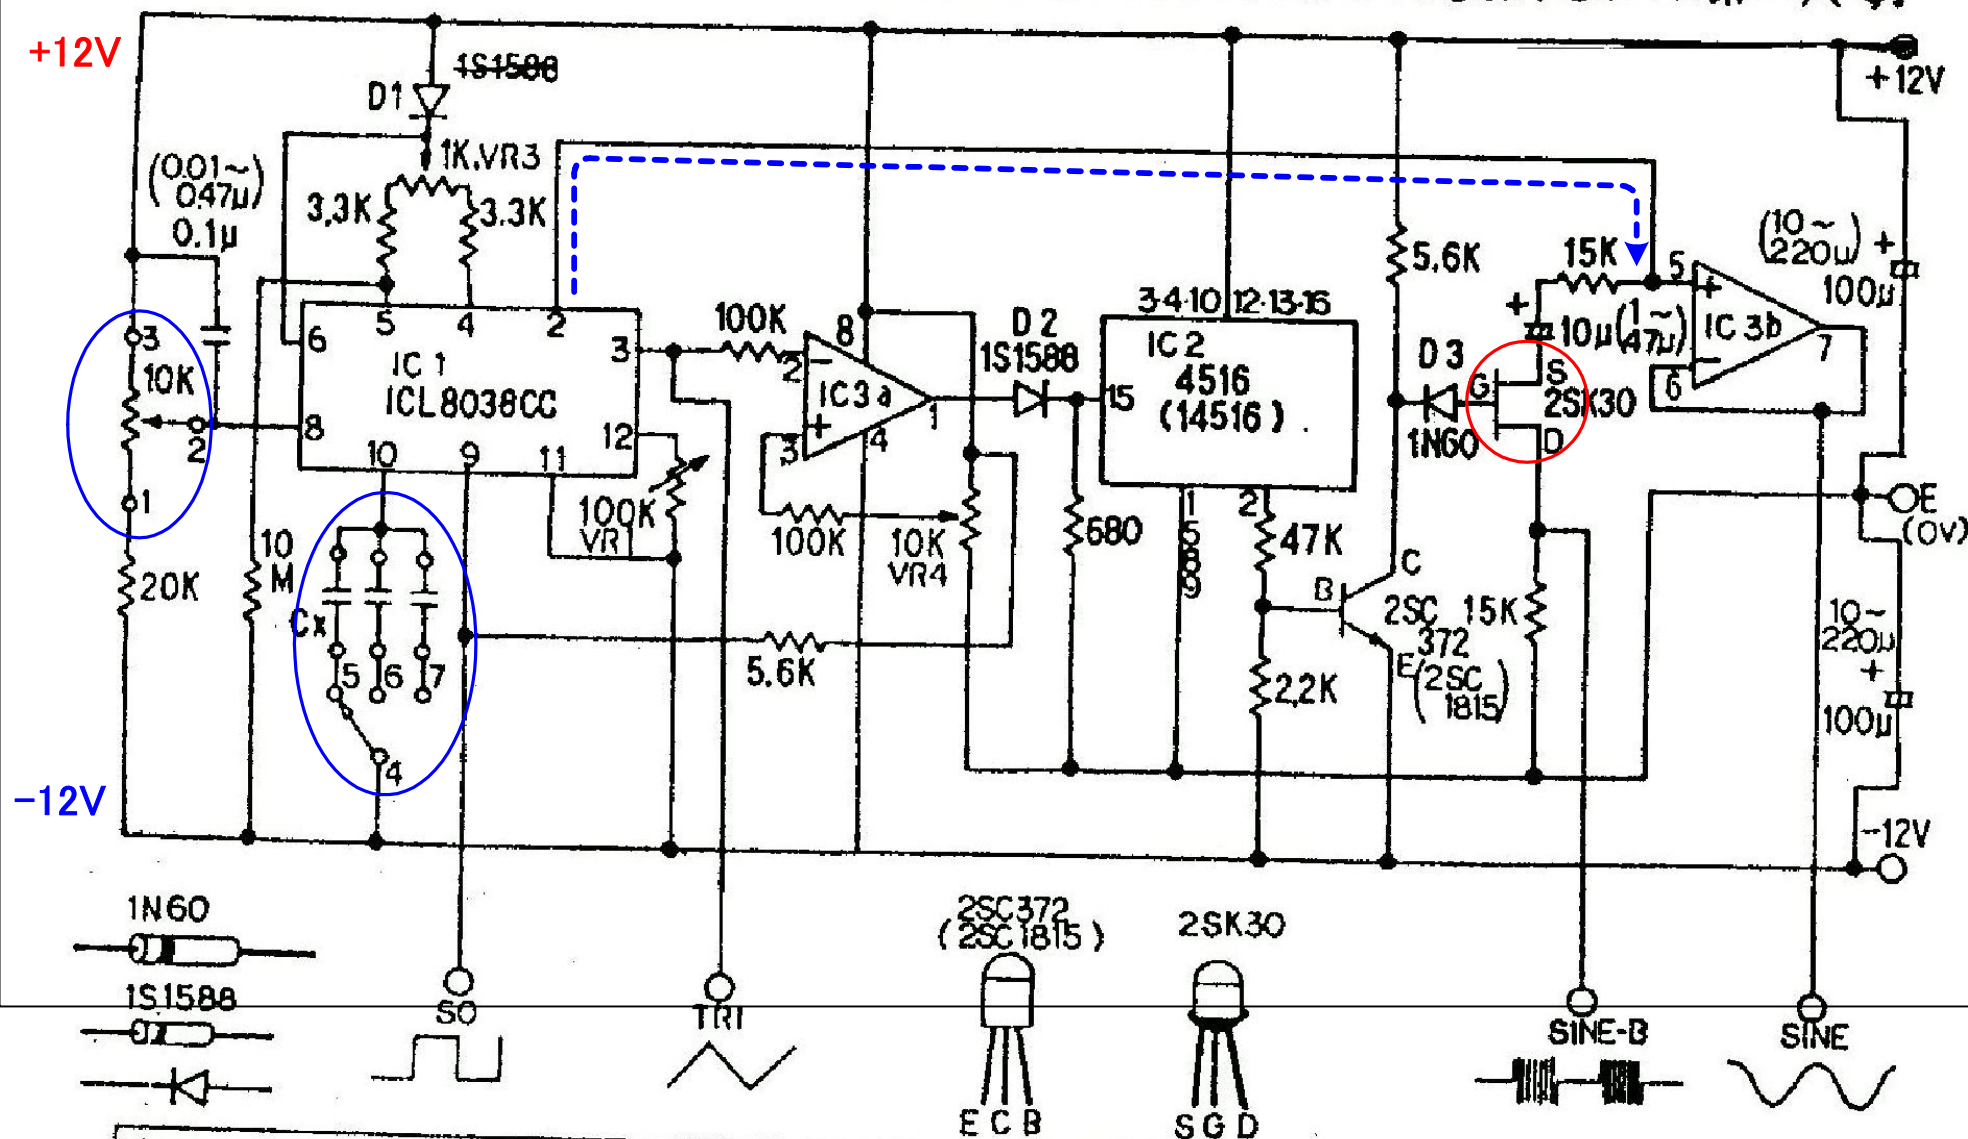 +12V
+12V
1S1588
D1
1K.VR3
(0.01~
0.47μ)
0.1μ
3.3K
3.3K
5
4
2
6
3
IC 1
ICL8038CC
8
12
10
9
11
3
10K
2
1
20K
10
M
Cx
5
6
7
4
100K
VR1
100K
2
8
IC3a
3
4
1
100K
10K
VR4
5.6K
D2
1S1588
680
3·4·10
12·13·16
IC2
4516
(14516)
15
1
5
8
9
2
47K
2.2K
5.6K
D3
1N60
G
S
D
2SK30
B
C
E
2SC
372
(2SC
1815)
15K
15K
+
10μ(1~
47μ)
5
+
IC3b
7
6
(10~
220μ)
+
100μ
E
(0V)
10~
220μ
+
100μ
-12V
-12V
1N60
1S1588
SQ
TRI
2SC372
(2SC1815)
E C B
2SK30
S G D
SINE-B
SINE